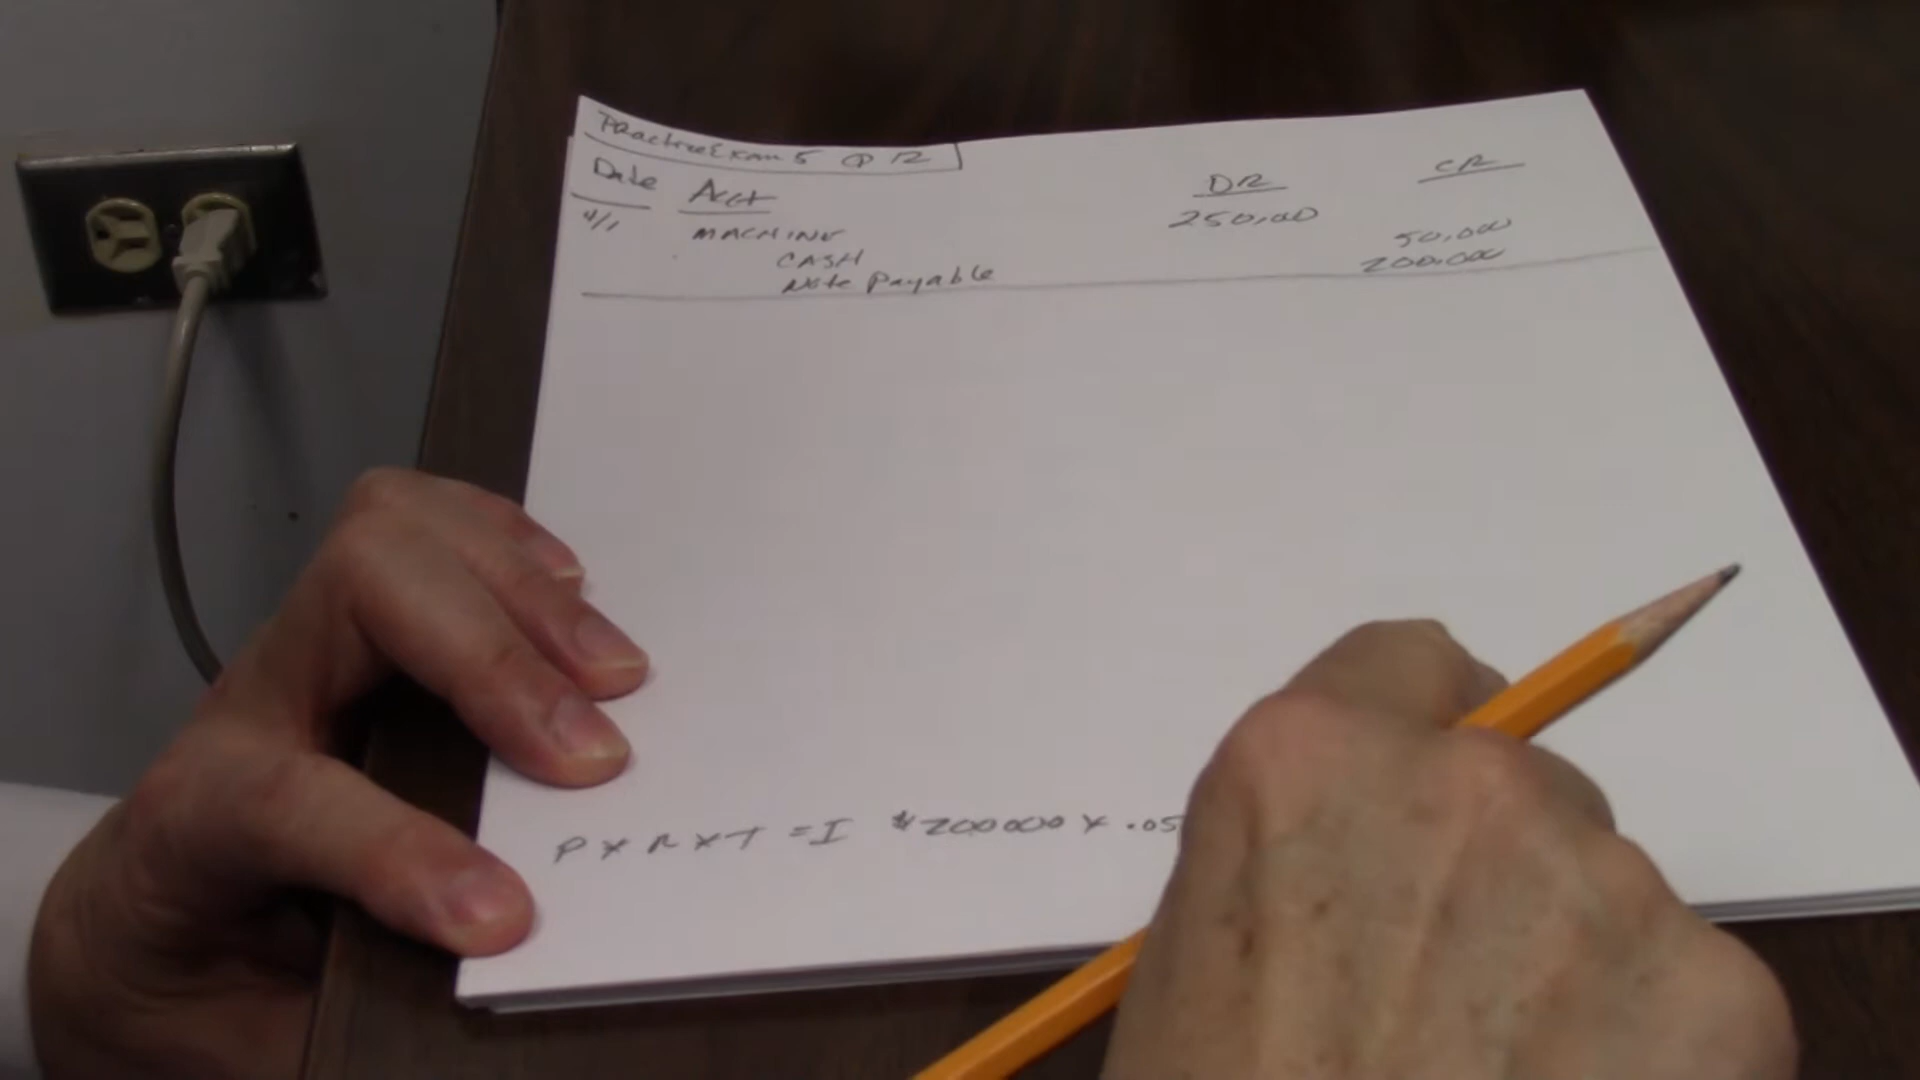 Practice Exam 5 Q 12
Date Acct DR CR
4/1 MACHINE 250,000
CASH 50,000
Note Payable 200,000
P x R x T = I $200000 x .05